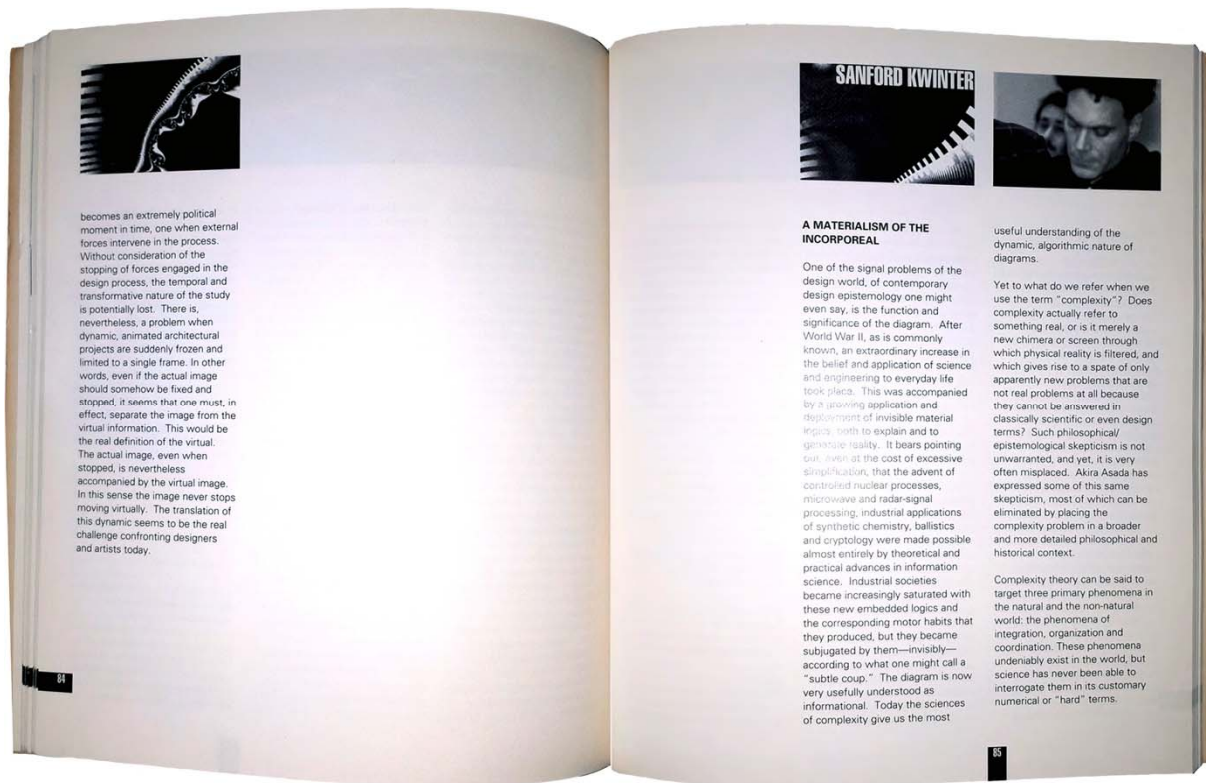 becomes an extremely political
moment in time, one when external
forces intervene in the process.
Without consideration of the
stopping of forces engaged in the
design process, the temporal and
transformative nature of the study
is potentially lost. There is,
nevertheless, a problem when
dynamic, animated architectural
projects are suddenly frozen and
limited to a single frame. In other
words, even if the actual image
should somehow be fixed and
stopped, it seems that one must, in
effect, separate the image from the
virtual information. This would be
the real definition of the virtual.
The actual image, even when
stopped, is nevertheless
accompanied by the virtual image.
In this sense the image never stops
moving virtually. The translation of
this dynamic seems to be the real
challenge confronting designers
and artists today.
84
SANFORD KWINTER
A MATERIALISM OF THE
INCORPOREAL
One of the signal problems of the
design world, of contemporary
design epistemology one might
even say, is the function and
significance of the diagram. After
World War II, as is commonly
known, an extraordinary increase in
the belief and application of science
and engineering to everyday life
took place. This was accompanied
by a growing application and
deployment of invisible material
logics, both to explain and to
generate reality. It bears pointing
out, even at the cost of excessive
simplification, that the advent of
controlled nuclear processes,
microwave and radar-signal
processing, industrial applications
of synthetic chemistry, ballistics
and cryptology were made possible
almost entirely by theoretical and
practical advances in information
science. Industrial societies
became increasingly saturated with
these new embedded logics and
the corresponding motor habits that
they produced, but they became
subjugated by them—invisibly—
according to what one might call a
“subtle coup.” The diagram is now
very usefully understood as
informational. Today the sciences
of complexity give us the most
useful understanding of the
dynamic, algorithmic nature of
diagrams.
Yet to what do we refer when we
use the term “complexity”? Does
complexity actually refer to
something real, or is it merely a
new chimera or screen through
which physical reality is filtered, and
which gives rise to a spate of only
apparently new problems that are
not real problems at all because
they cannot be answered in
classically scientific or even design
terms? Such philosophical/
epistemological skepticism is not
unwarranted, and yet, it is very
often misplaced. Akira Asada has
expressed some of this same
skepticism, most of which can be
eliminated by placing the
complexity problem in a broader
and more detailed philosophical and
historical context.
Complexity theory can be said to
target three primary phenomena in
the natural and the non-natural
world: the phenomena of
integration, organization and
coordination. These phenomena
undeniably exist in the world, but
science has never been able to
interrogate them in its customary
numerical or “hard” terms.
85